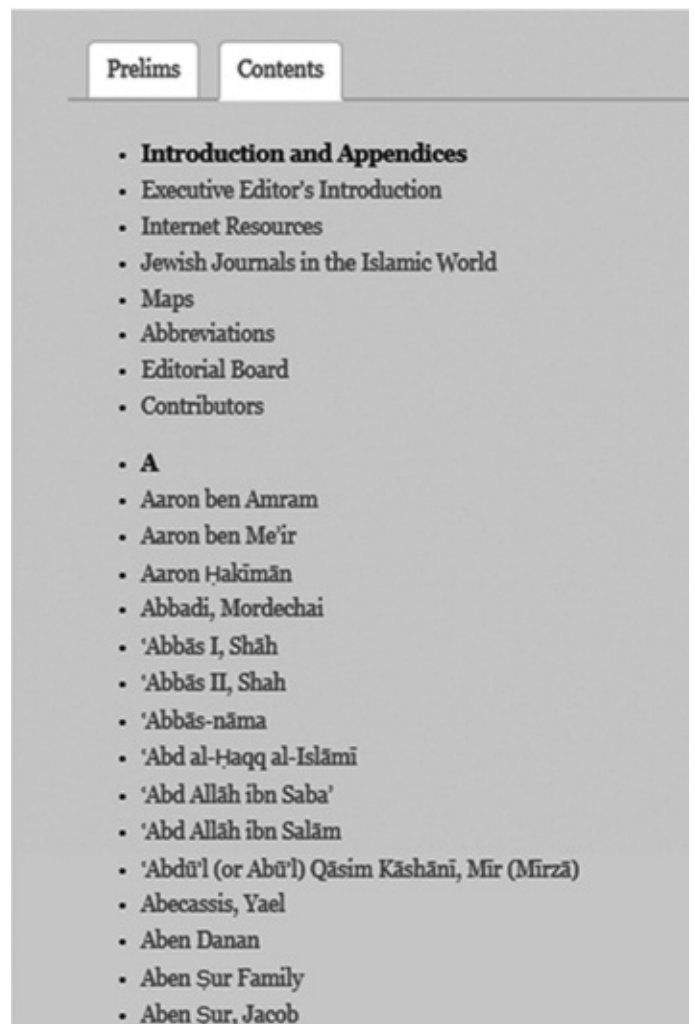 Prelims Contents
• Introduction and Appendices
• Executive Editor's Introduction
• Internet Resources
• Jewish Journals in the Islamic World
• Maps
• Abbreviations
• Editorial Board
• Contributors
• A
• Aaron ben Amram
• Aaron ben Me'ir
• Aaron Ḥakīmān
• Abbadi, Mordechai
• ʿAbbās I, Shāh
• ʿAbbās II, Shah
• ʿAbbās-nāma
• ʿAbd al-Ḥaqq al-Islāmī
• ʿAbd Allāh ibn Sabaʾ
• ʿAbd Allāh ibn Salām
• ʿAbdū'l (or Abū'l) Qāsim Kāshānī, Mīr (Mīrzā)
• Abecassis, Yael
• Aben Danan
• Aben Ṣur Family
• Aben Ṣur, Jacob